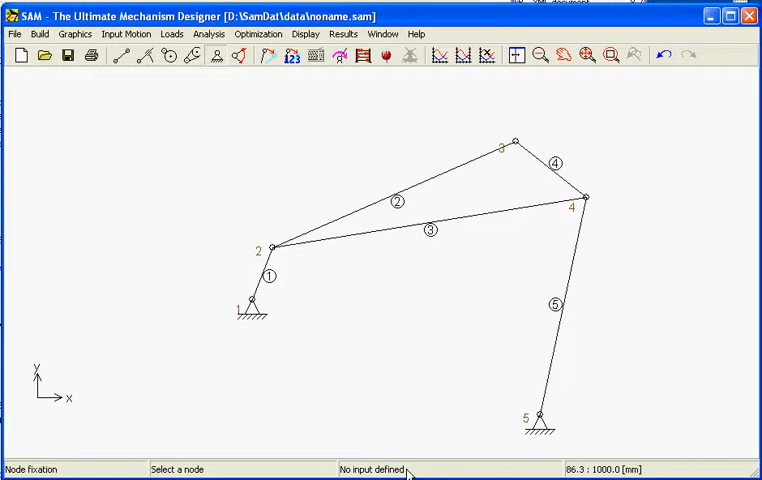 SAM - The Ultimate Mechanism Designer [D:\SamDat\data\noname.sam]
File Build Graphics Input Motion Loads Analysis Optimization Display Results Window Help
123
3
4
2
4
3
2
1
1
5
5
y
x
Node fixation Select a node No input defined 86.3 : 1000.0 [mm]